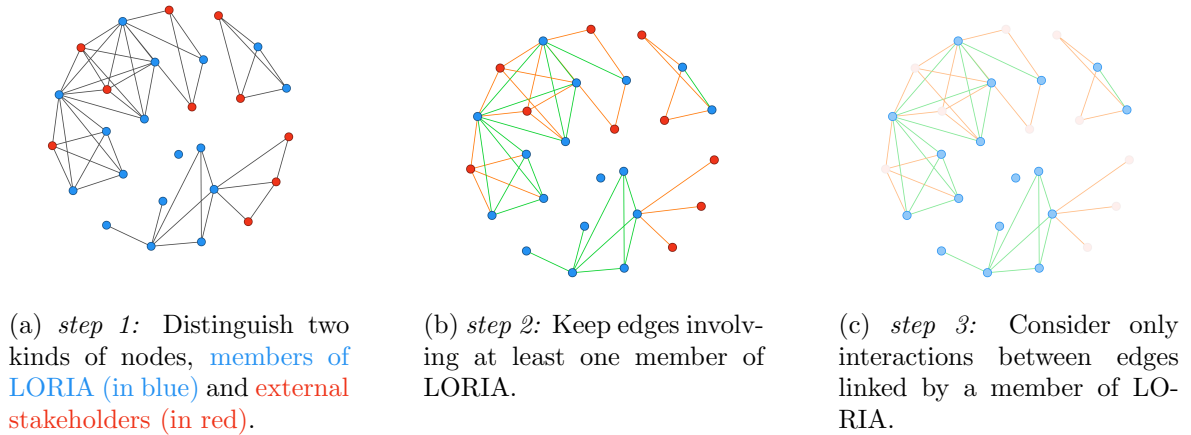 (a) step 1: Distinguish two
kinds of nodes, members of
LORIA (in blue) and external
stakeholders (in red).
(b) step 2: Keep edges involv-
ing at least one member of
LORIA.
(c) step 3: Consider only
interactions between edges
linked by a member of LO-
RIA.